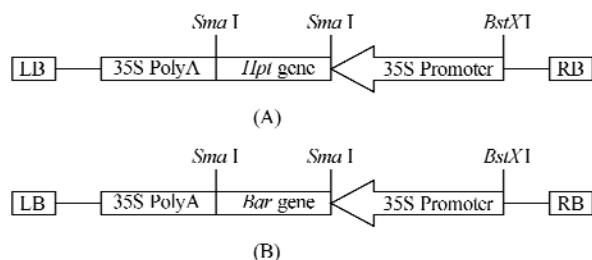 Sma I Sma I BstX I
LB 35S PolyA Hpt gene 35S Promoter RB
(A)
Sma I Sma I BstX I
LB 35S PolyA Bar gene 35S Promoter RB
(B)